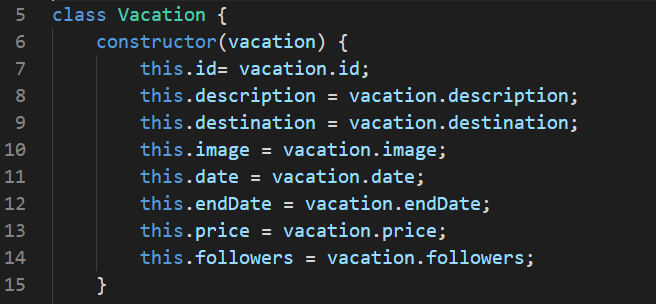 5 class Vacation {
6 constructor(vacation) {
7 this.id= vacation.id;
8 this.description = vacation.description;
9 this.destination = vacation.destination;
10 this.image = vacation.image;
11 this.date = vacation.date;
12 this.endDate = vacation.endDate;
13 this.price = vacation.price;
14 this.followers = vacation.followers;
15 }